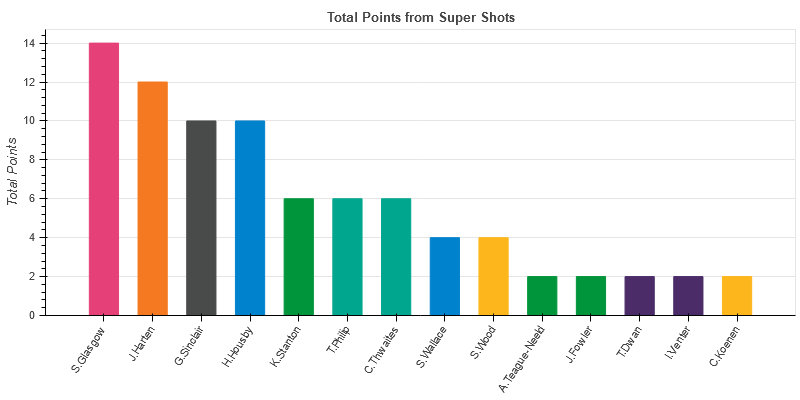 Total Points from Super Shots
Total Points
14
12
10
8
6
4
2
0
S.Glasgow
J.Harten
G.Sinclair
H.Housby
K.Stanton
T.Philip
C.Thwaites
S.Wallace
S.Wood
A.Teague-Neeld
J.Fowler
T.Dwan
I.Venter
C.Koenen